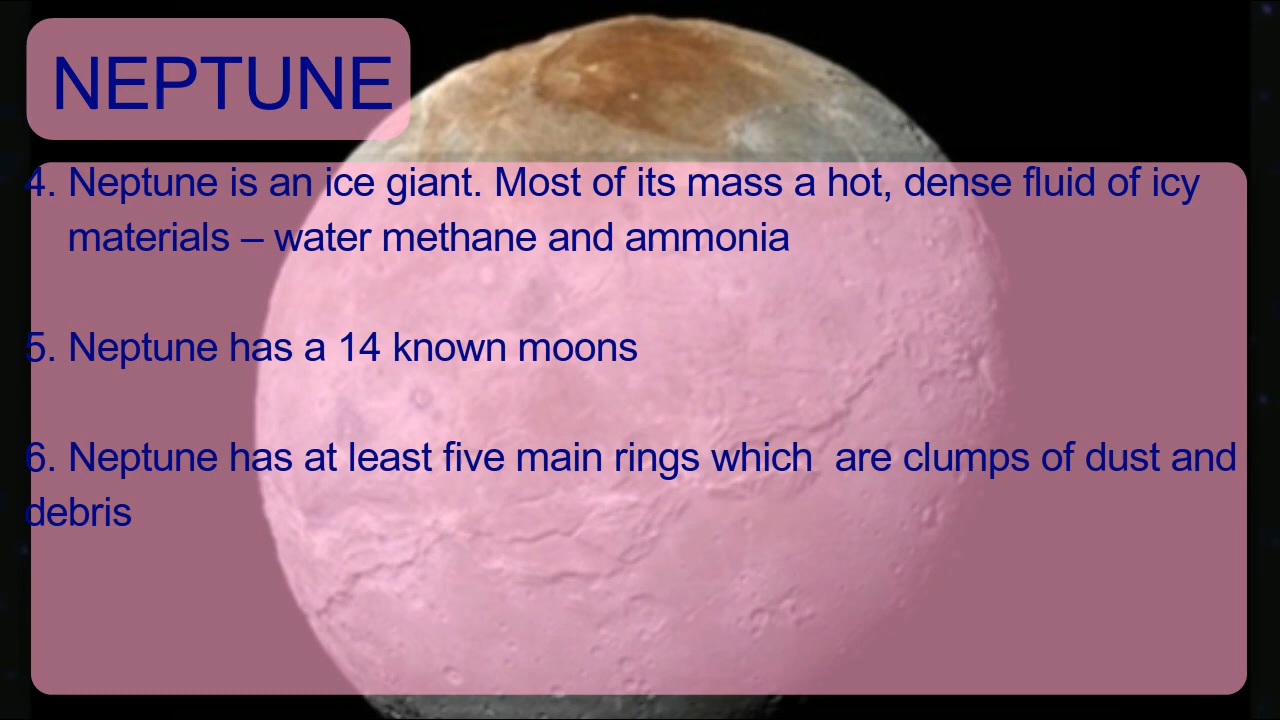 NEPTUNE
4. Neptune is an ice giant. Most of its mass a hot, dense fluid of icy
materials – water methane and ammonia
5. Neptune has a 14 known moons
6. Neptune has at least five main rings which  are clumps of dust and
debris